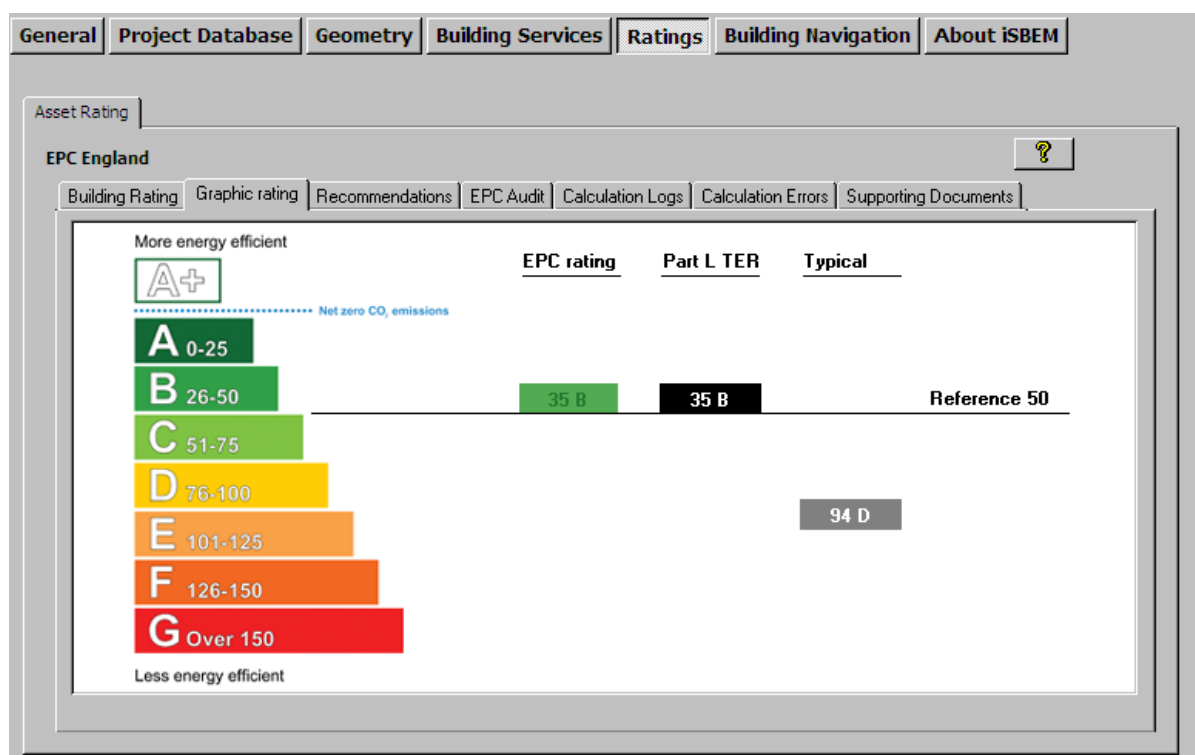 General Project Database Geometry Building Services Ratings Building Navigation About iSBEM
Asset Rating
EPC England
?
Building Rating Graphic rating Recommendations EPC Audit Calculation Logs Calculation Errors Supporting Documents
More energy efficient
EPC rating Part L TER Typical
A+
Net zero CO₂ emissions
A 0-25
B 26-50 35 B 35 B Reference 50
C 51-75
D 76-100
94 D
E 101-125
F 126-150
G Over 150
Less energy efficient